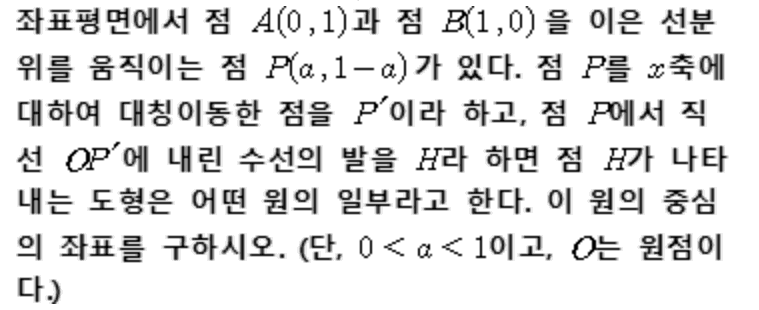 좌표평면에서 점 A(0,1)과 점 B(1,0)을 이은 선분
위를 움직이는 점 P(a,1-a)가 있다. 점 P를 x축에
대하여 대칭이동한 점을 P′이라 하고, 점 P에서 직
선 OP′에 내린 수선의 발을 H라 하면 점 H가 나타
내는 도형은 어떤 원의 일부라고 한다. 이 원의 중심
의 좌표를 구하시오. (단, 0<a<1이고, O는 원점이
다.)